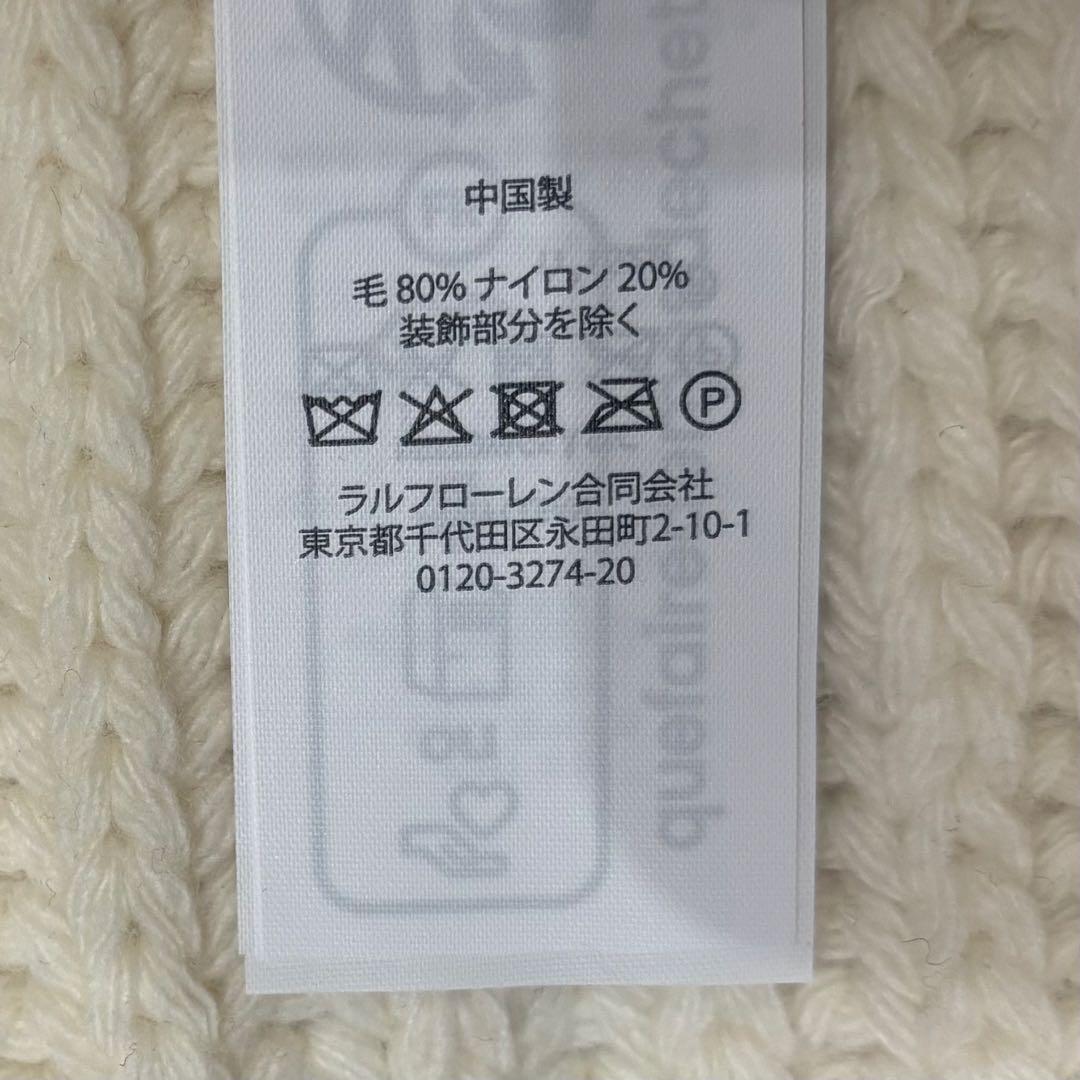 中国製
毛 80% ナイロン 20%
装飾部分を除く
P
ラルフローレン合同会社
東京都千代田区永田町2-10-1
0120-3274-20